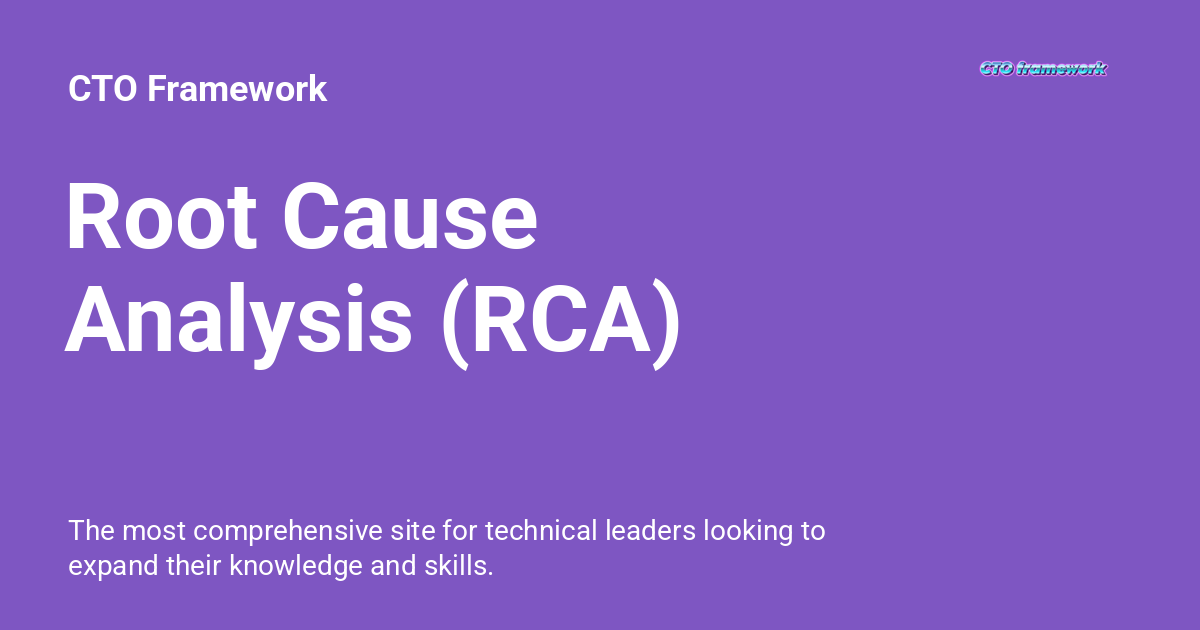 CTO Framework
CTO framework
Root Cause
Analysis (RCA)
The most comprehensive site for technical leaders looking to
expand their knowledge and skills.